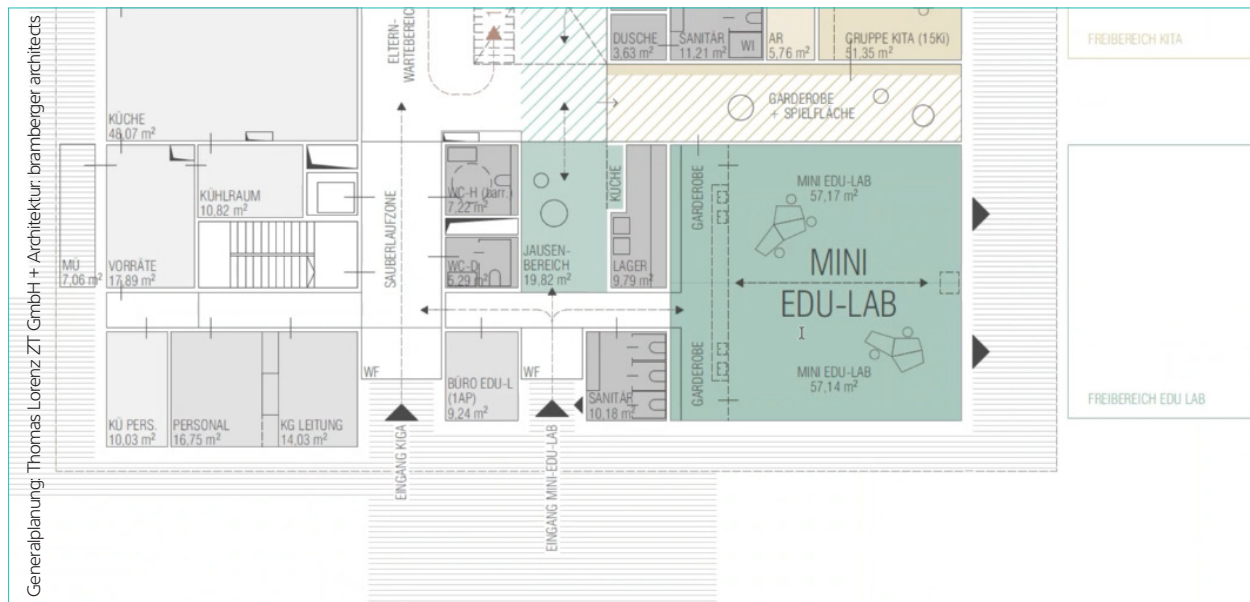 Generalplanung: Thomas Lorenz ZT GmbH + Architektur: bramberger architects
ELTERN-
WARTEBEREICH
DUSCHE
3,63 m²
SANITÄR
11,21 m²
WI
AR
5,76 m²
GRUPPE KITA (15Ki)
51,35 m²
FREIBEREICH KITA
GARDEROBE
+ SPIELFLÄCHE
KÜCHE
48,07 m²
KÜHLRAUM
10,82 m²
MÜ
7,06 m²
VORRÄTE
17,89 m²
SAUBERLAUFZONE
WC-H (barr.)
7,22 m²
WC-D
5,29 m²
JAUSEN-
BEREICH
19,82 m²
KÜCHE
LAGER
9,79 m²
GARDEROBE
MINI EDU-LAB
57,17 m²
MINI
EDU-LAB
GARDEROBE
MINI EDU-LAB
57,14 m²
FREIBEREICH EDU LAB
WF
WF
KÜ PERS.
10,03 m²
PERSONAL
16,75 m²
KG LEITUNG
14,03 m²
BÜRO EDU-L
(1AP)
9,24 m²
SANITÄR
10,18 m²
EINGANG KIGA
EINGANG MINI-EDU-LAB